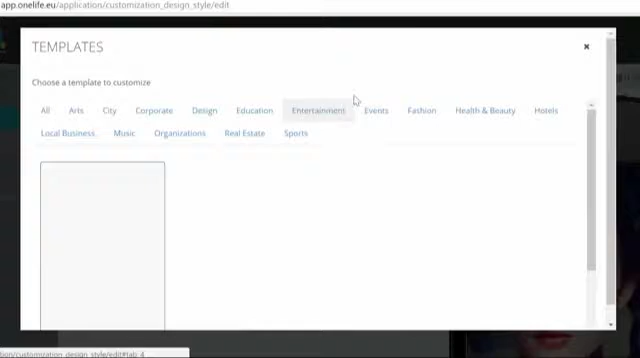 app.onelife.eu/application/customization_design_style/edit
TEMPLATES
Choose a template to customize
All Arts City Corporate Design Education Entertainment Events Fashion Health & Beauty Hotels
Local Business Music Organizations Real Estate Sports
tion/customization_design_style/edit#tab_4